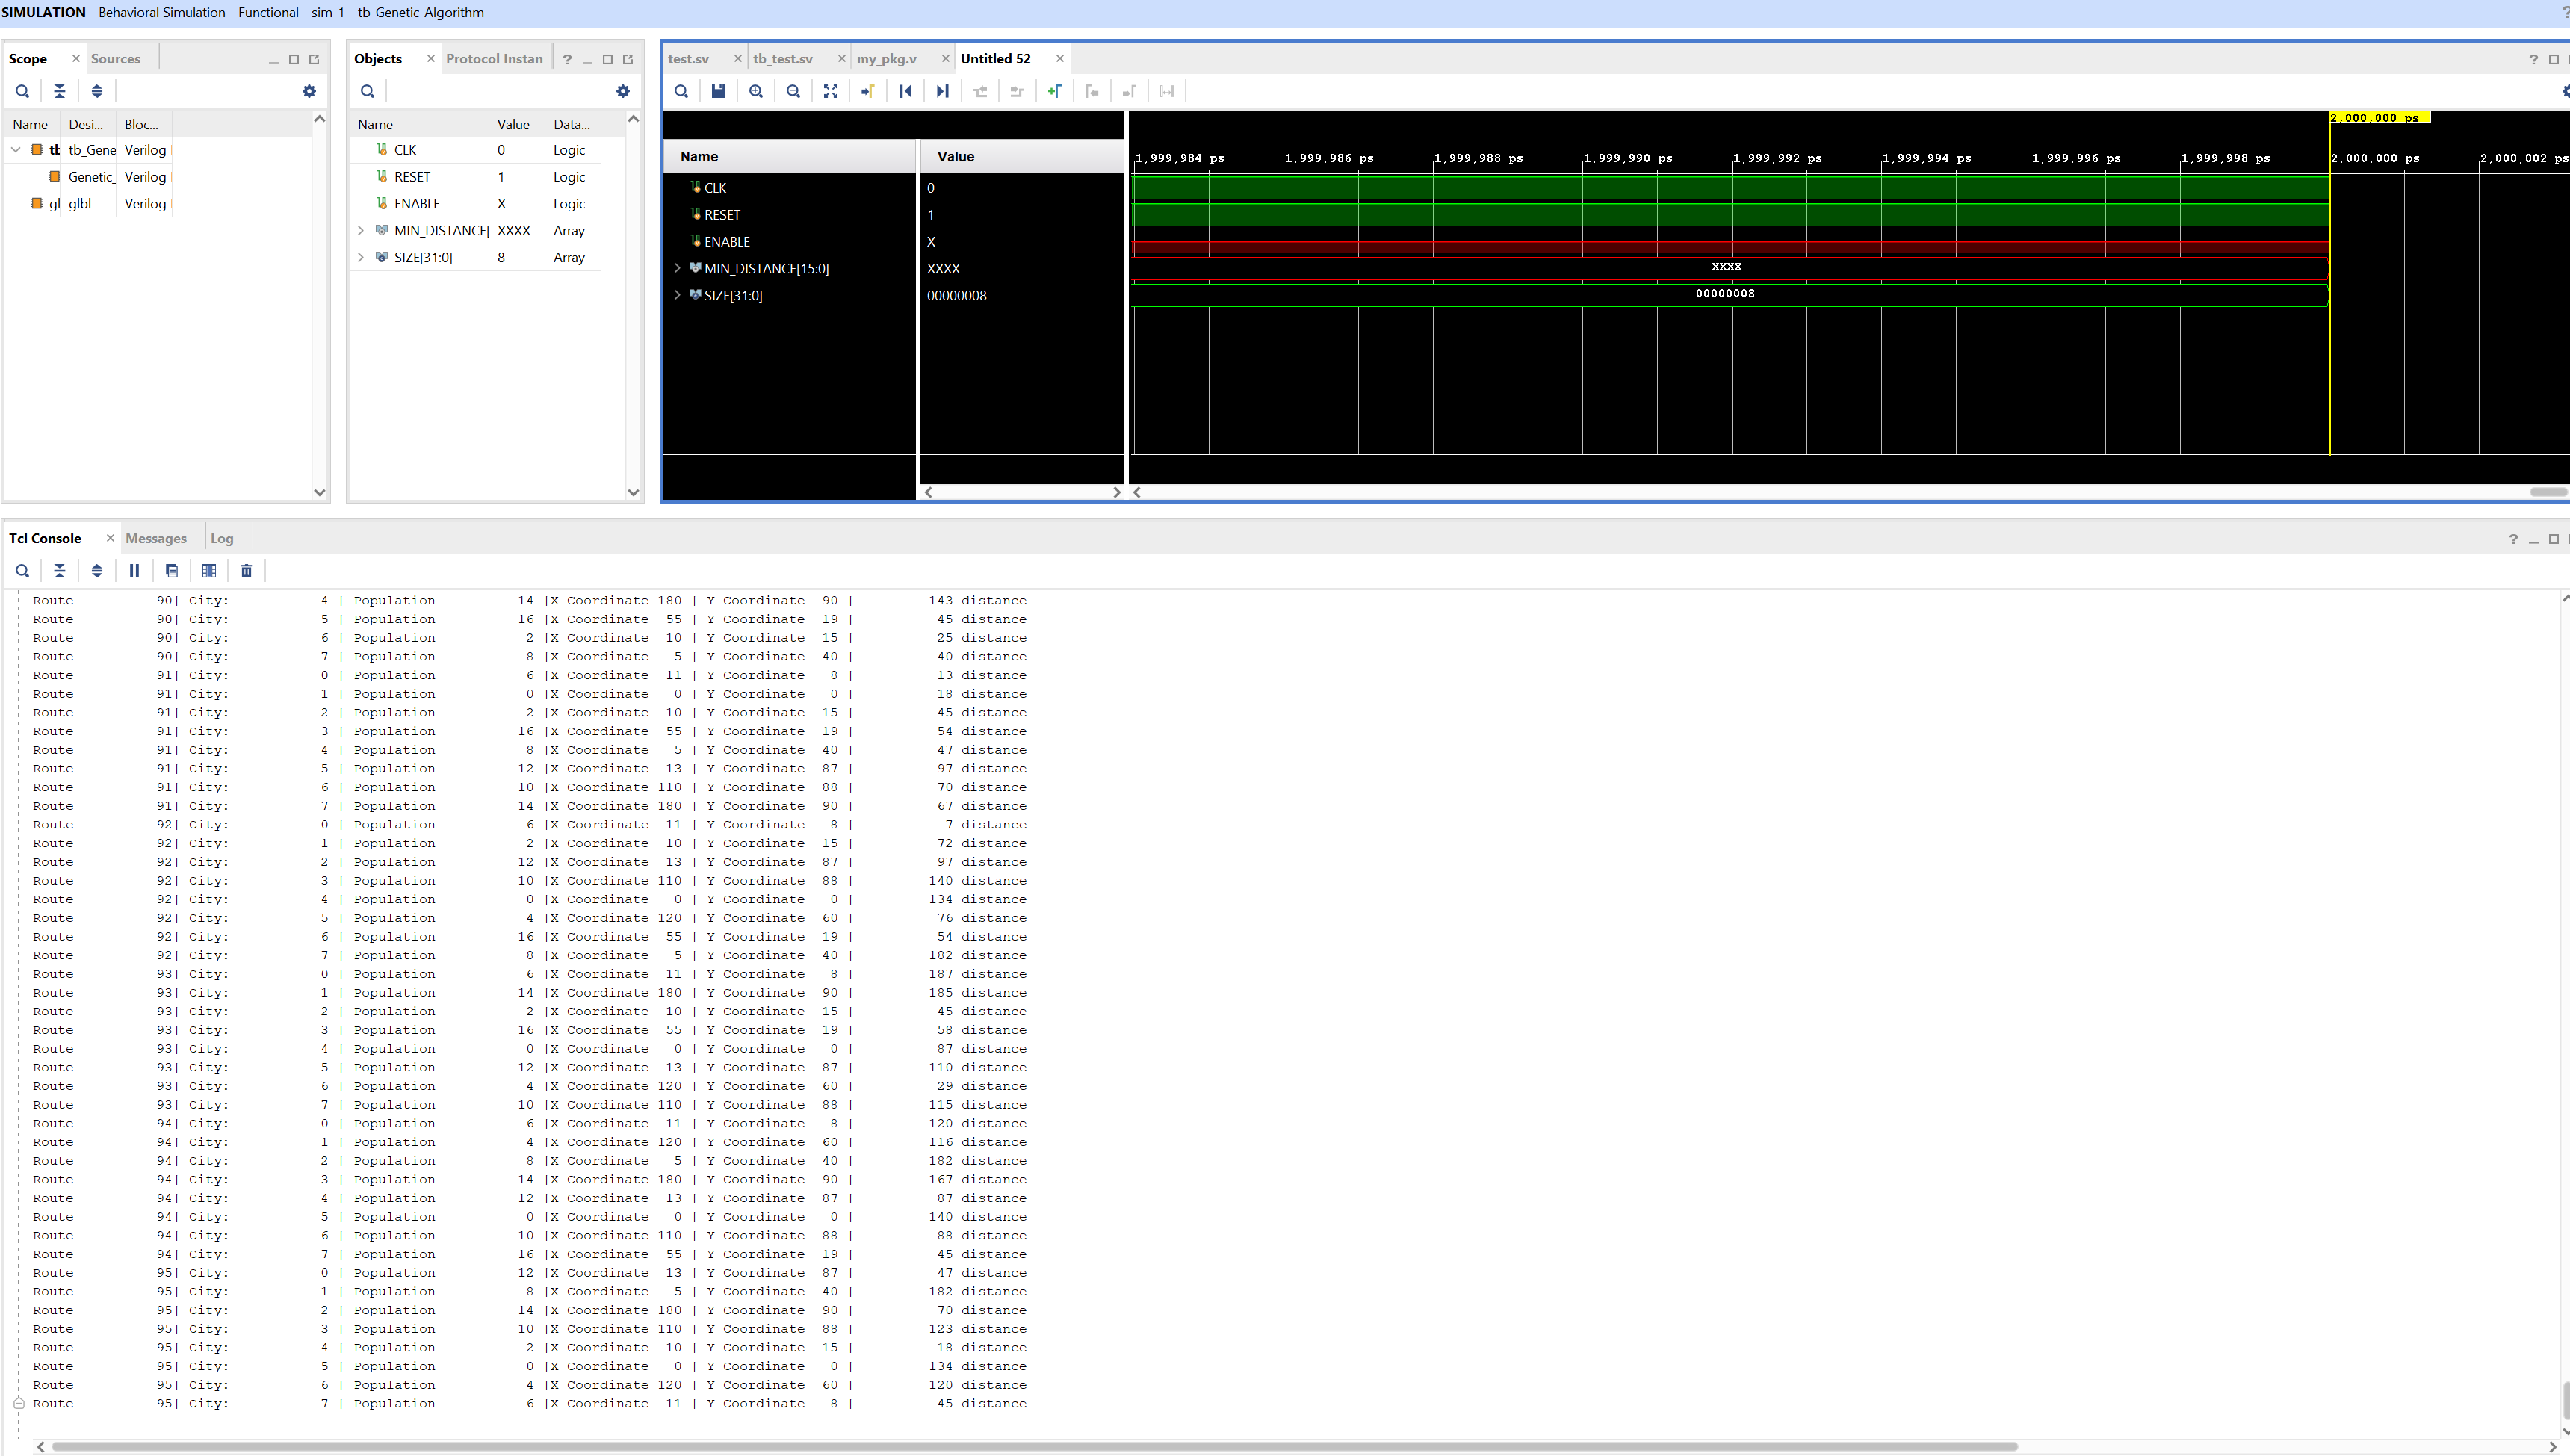 SIMULATION - Behavioral Simulation - Functional - sim_1 - tb_Genetic_Algorithm
Scope Sources
Name Desi... Bloc...
tb tb_Gene Verilog
Genetic_ Verilog
gl glbl Verilog
Objects Protocol Instan
Name Value Data...
CLK 0 Logic
RESET 1 Logic
ENABLE X Logic
MIN_DISTANCE[ XXXX Array
SIZE[31:0] 8 Array
test.sv tb_test.sv my_pkg.v Untitled 52
2,000,000 ps
Name Value
1,999,984 ps 1,999,986 ps 1,999,988 ps 1,999,990 ps 1,999,992 ps 1,999,994 ps 1,999,996 ps 1,999,998 ps 2,000,000 ps 2,000,002 ps
CLK 0
RESET 1
ENABLE X
MIN_DISTANCE[15:0] XXXX XXXX
SIZE[31:0] 00000008 00000008
Tcl Console Messages Log
Route 90| City: 4 | Population 14 |X Coordinate 180 | Y Coordinate 90 | 143 distance
Route 90| City: 5 | Population 16 |X Coordinate 55 | Y Coordinate 19 | 45 distance
Route 90| City: 6 | Population 2 |X Coordinate 10 | Y Coordinate 15 | 25 distance
Route 90| City: 7 | Population 8 |X Coordinate 5 | Y Coordinate 40 | 40 distance
Route 91| City: 0 | Population 6 |X Coordinate 11 | Y Coordinate 8 | 13 distance
Route 91| City: 1 | Population 0 |X Coordinate 0 | Y Coordinate 0 | 18 distance
Route 91| City: 2 | Population 2 |X Coordinate 10 | Y Coordinate 15 | 45 distance
Route 91| City: 3 | Population 16 |X Coordinate 55 | Y Coordinate 19 | 54 distance
Route 91| City: 4 | Population 8 |X Coordinate 5 | Y Coordinate 40 | 47 distance
Route 91| City: 5 | Population 12 |X Coordinate 13 | Y Coordinate 87 | 97 distance
Route 91| City: 6 | Population 10 |X Coordinate 110 | Y Coordinate 88 | 70 distance
Route 91| City: 7 | Population 14 |X Coordinate 180 | Y Coordinate 90 | 67 distance
Route 92| City: 0 | Population 6 |X Coordinate 11 | Y Coordinate 8 | 7 distance
Route 92| City: 1 | Population 2 |X Coordinate 10 | Y Coordinate 15 | 72 distance
Route 92| City: 2 | Population 12 |X Coordinate 13 | Y Coordinate 87 | 97 distance
Route 92| City: 3 | Population 10 |X Coordinate 110 | Y Coordinate 88 | 140 distance
Route 92| City: 4 | Population 0 |X Coordinate 0 | Y Coordinate 0 | 134 distance
Route 92| City: 5 | Population 4 |X Coordinate 120 | Y Coordinate 60 | 76 distance
Route 92| City: 6 | Population 16 |X Coordinate 55 | Y Coordinate 19 | 54 distance
Route 92| City: 7 | Population 8 |X Coordinate 5 | Y Coordinate 40 | 182 distance
Route 93| City: 0 | Population 6 |X Coordinate 11 | Y Coordinate 8 | 187 distance
Route 93| City: 1 | Population 14 |X Coordinate 180 | Y Coordinate 90 | 185 distance
Route 93| City: 2 | Population 2 |X Coordinate 10 | Y Coordinate 15 | 45 distance
Route 93| City: 3 | Population 16 |X Coordinate 55 | Y Coordinate 19 | 58 distance
Route 93| City: 4 | Population 0 |X Coordinate 0 | Y Coordinate 0 | 87 distance
Route 93| City: 5 | Population 12 |X Coordinate 13 | Y Coordinate 87 | 110 distance
Route 93| City: 6 | Population 4 |X Coordinate 120 | Y Coordinate 60 | 29 distance
Route 93| City: 7 | Population 10 |X Coordinate 110 | Y Coordinate 88 | 115 distance
Route 94| City: 0 | Population 6 |X Coordinate 11 | Y Coordinate 8 | 120 distance
Route 94| City: 1 | Population 4 |X Coordinate 120 | Y Coordinate 60 | 116 distance
Route 94| City: 2 | Population 8 |X Coordinate 5 | Y Coordinate 40 | 182 distance
Route 94| City: 3 | Population 14 |X Coordinate 180 | Y Coordinate 90 | 167 distance
Route 94| City: 4 | Population 12 |X Coordinate 13 | Y Coordinate 87 | 87 distance
Route 94| City: 5 | Population 0 |X Coordinate 0 | Y Coordinate 0 | 140 distance
Route 94| City: 6 | Population 10 |X Coordinate 110 | Y Coordinate 88 | 88 distance
Route 94| City: 7 | Population 16 |X Coordinate 55 | Y Coordinate 19 | 45 distance
Route 95| City: 0 | Population 12 |X Coordinate 13 | Y Coordinate 87 | 47 distance
Route 95| City: 1 | Population 8 |X Coordinate 5 | Y Coordinate 40 | 182 distance
Route 95| City: 2 | Population 14 |X Coordinate 180 | Y Coordinate 90 | 70 distance
Route 95| City: 3 | Population 10 |X Coordinate 110 | Y Coordinate 88 | 123 distance
Route 95| City: 4 | Population 2 |X Coordinate 10 | Y Coordinate 15 | 18 distance
Route 95| City: 5 | Population 0 |X Coordinate 0 | Y Coordinate 0 | 134 distance
Route 95| City: 6 | Population 4 |X Coordinate 120 | Y Coordinate 60 | 120 distance
Route 95| City: 7 | Population 6 |X Coordinate 11 | Y Coordinate 8 | 45 distance